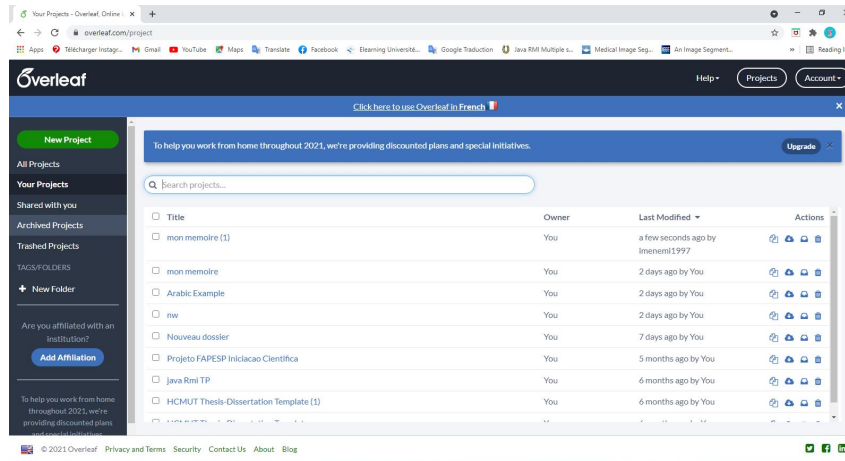 Your Projects - Overleaf, Online
overleaf.com/project
Apps Télécharger Instagr... Gmail YouTube Maps Translate Facebook Elearning Université... Google Traduction Java RMI Multiple s... Medical Image Seg... An Image Segment... » Reading
Overleaf Help Projects Account
Click here to use Overleaf in French
New Project
All Projects
Your Projects
Shared with you
Archived Projects
Trashed Projects
TAGS/FOLDERS
New Folder
Are you affiliated with an
institution?
Add Affiliation
To help you work from home
throughout 2021, we're
providing discounted plans
and special initiatives
To help you work from home throughout 2021, we're providing discounted plans and special initiatives. Upgrade
Search projects...
Title Owner Last Modified Actions
mon memoire (1) You a few seconds ago by
imenemi1997
mon memoire You 2 days ago by You
Arabic Example You 2 days ago by You
nw You 2 days ago by You
Nouveau dossier You 7 days ago by You
Projeto FAPESP Iniciacao Cientifica You 5 months ago by You
java Rmi TP You 6 months ago by You
HCMUT Thesis-Dissertation Template (1) You 6 months ago by You
© 2021 Overleaf Privacy and Terms Security Contact Us About Blog